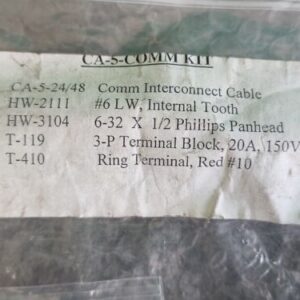 CA-5-COMM KIT
CA-5-24/48 Comm Interconnect Cable
HW-2111 #6 LW, Internal Tooth
HW-3104 6-32 X 1/2 Phillips Panhead
T-119 3-P Terminal Block, 20A, 150V
T-410 Ring Terminal, Red #10